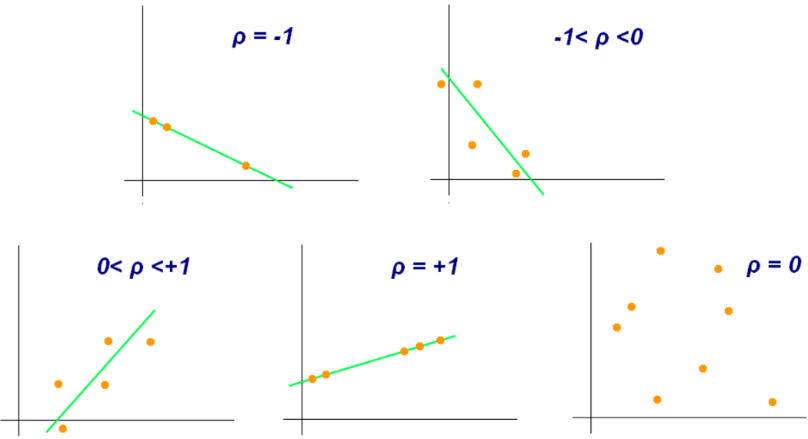 ρ = -1
-1< ρ <0
0< ρ <+1
ρ = +1
ρ = 0